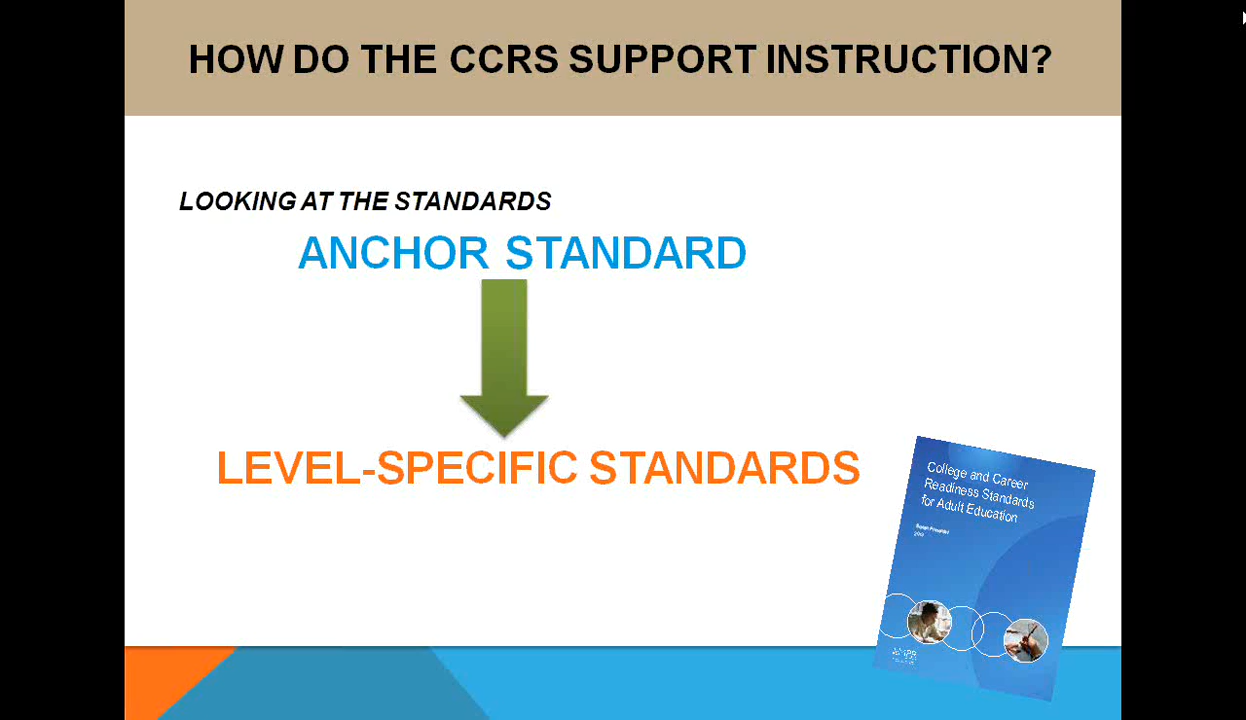 HOW DO THE CCRS SUPPORT INSTRUCTION?
LOOKING AT THE STANDARDS
ANCHOR STANDARD
LEVEL-SPECIFIC STANDARDS
College and Career
Readiness Standards
for Adult Education